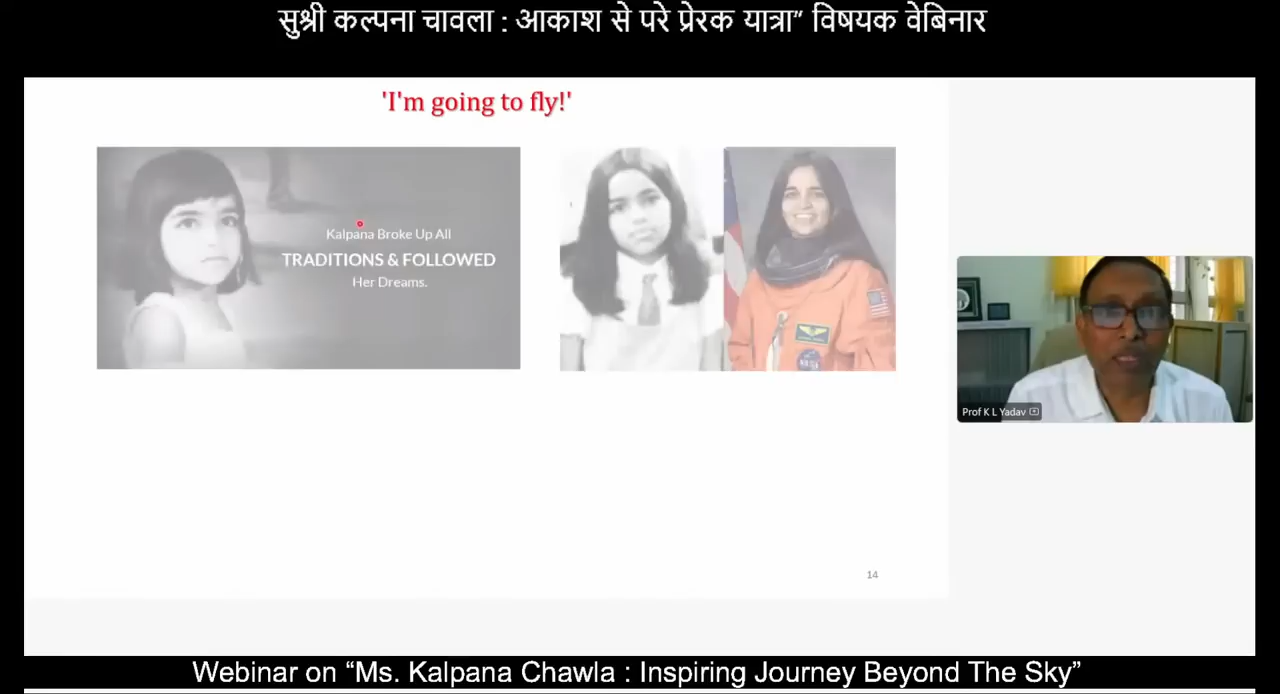 सुश्री कल्पना चावला : आकाश से परे प्रेरक यात्रा” विषयक वेबिनार
'I'm going to fly!'
Kalpana Broke Up All
TRADITIONS & FOLLOWED
Her Dreams.
NASA
Prof K L Yadav
14
Webinar on “Ms. Kalpana Chawla : Inspiring Journey Beyond The Sky”